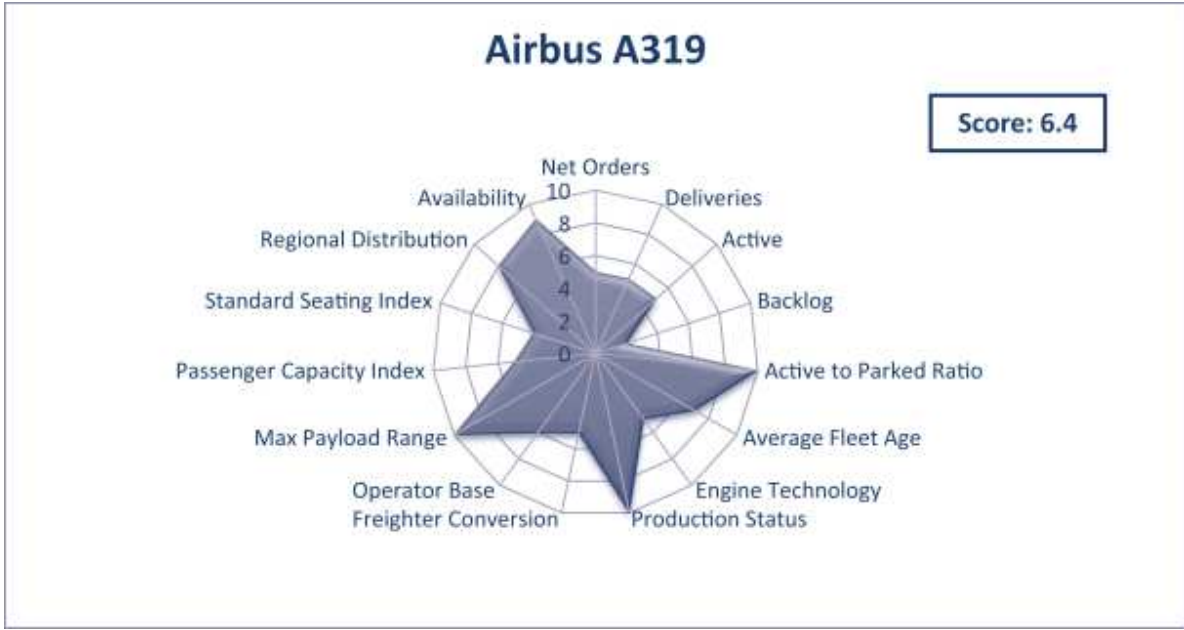 Airbus A319
Score: 6.4
Net Orders
10
8
6
4
2
0
Deliveries
Active
Backlog
Active to Parked Ratio
Average Fleet Age
Engine Technology
Production Status
Freighter Conversion
Operator Base
Max Payload Range
Passenger Capacity Index
Standard Seating Index
Regional Distribution
Availability